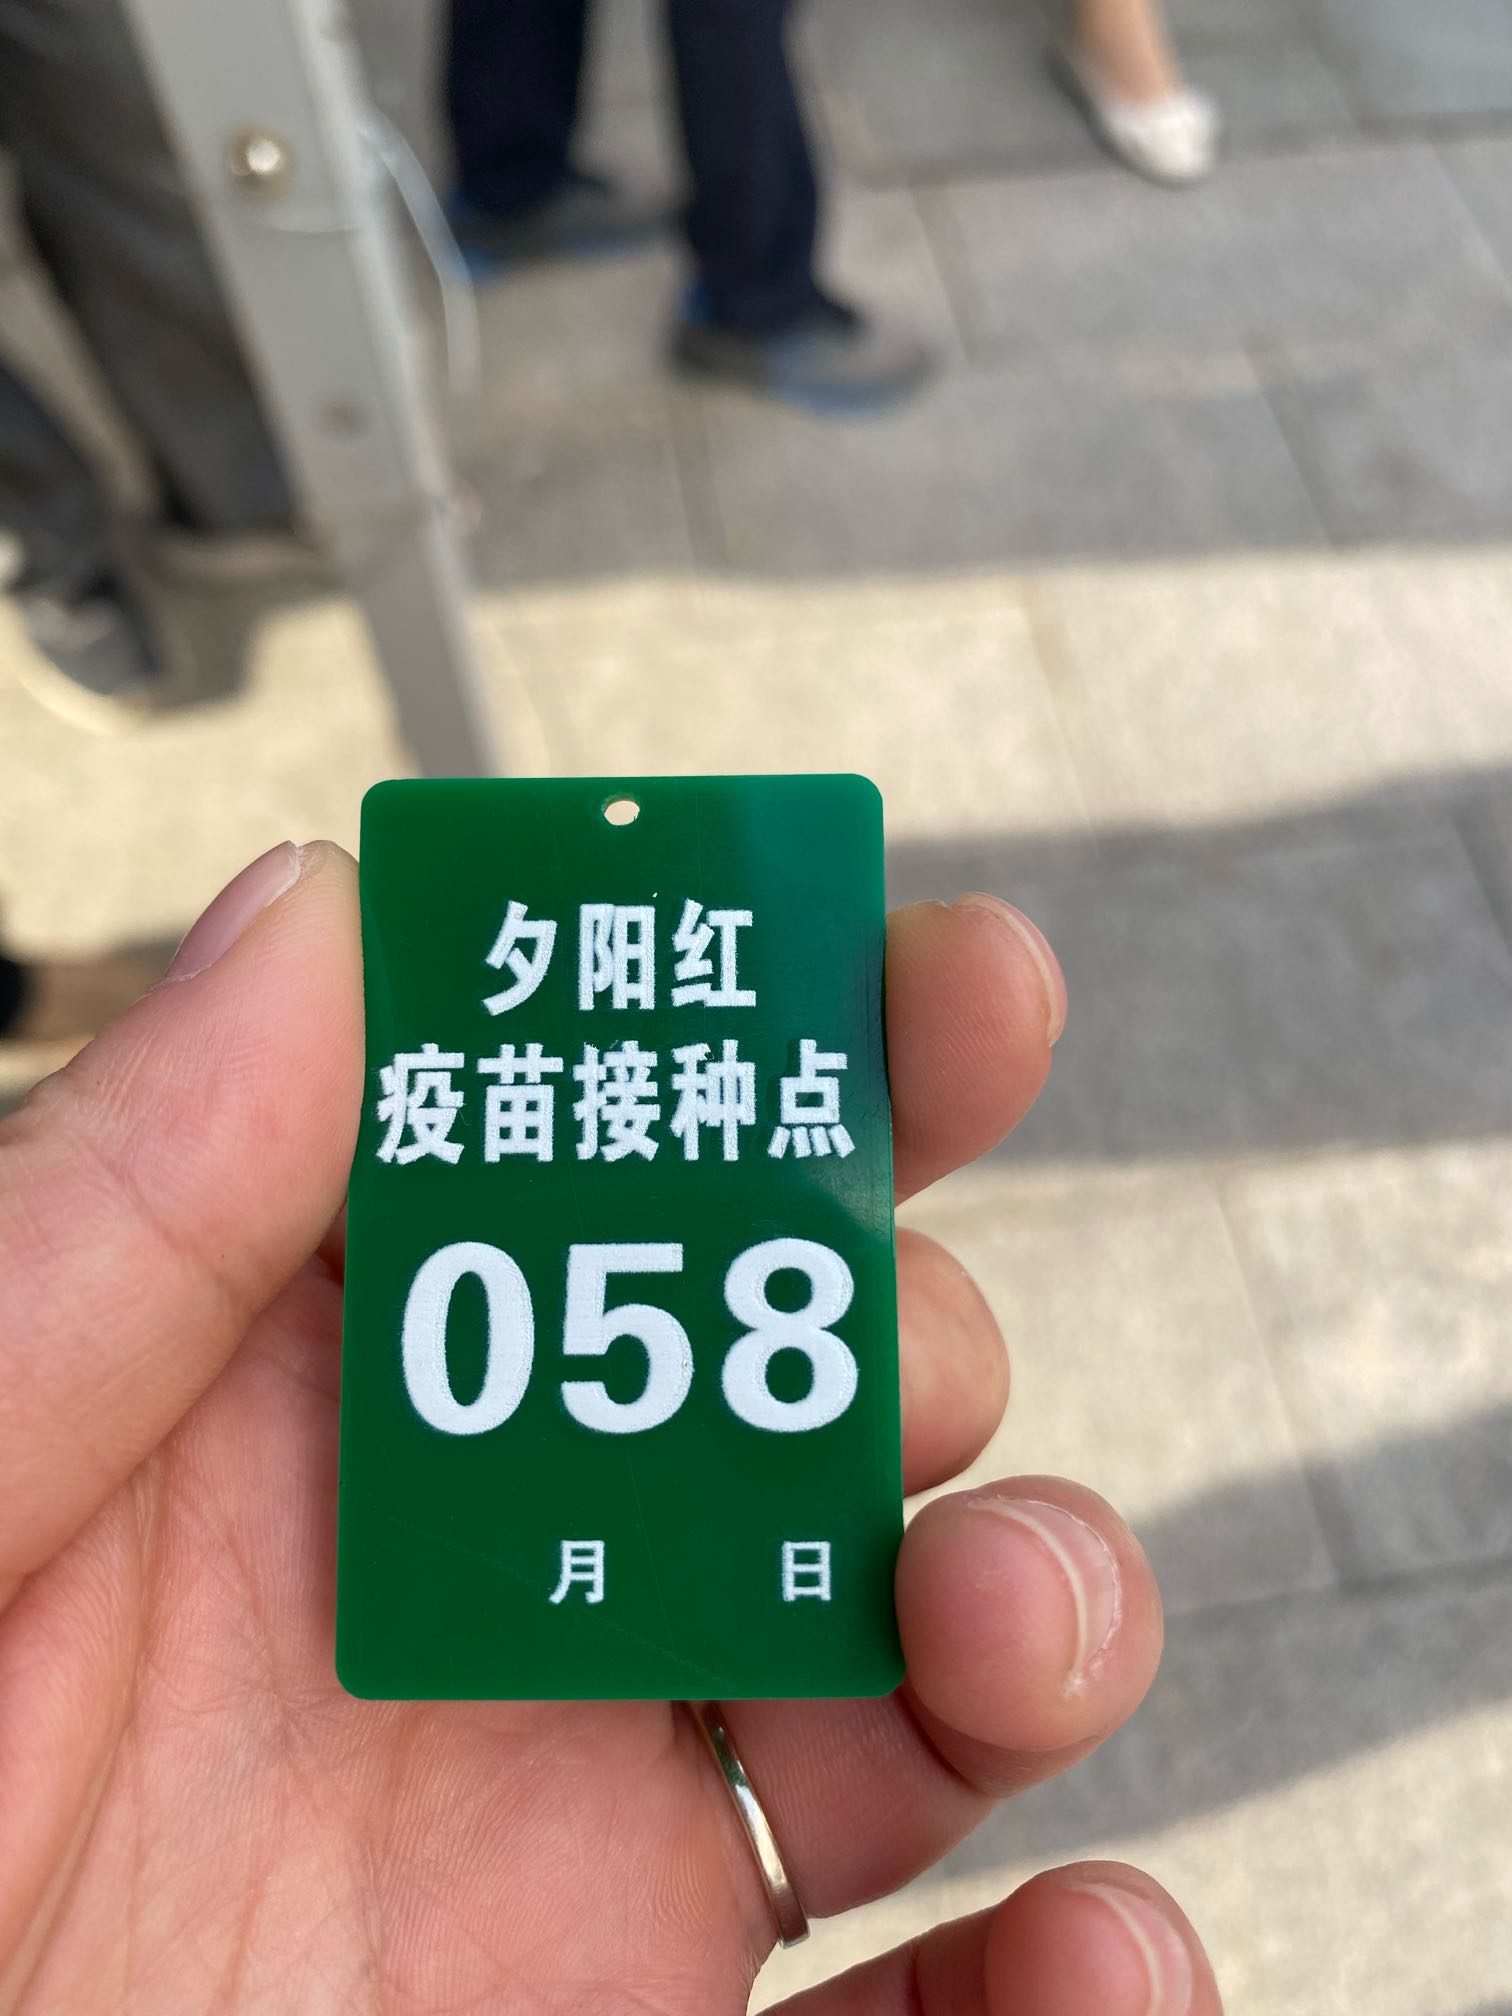 夕阳红
疫苗接种点
058
月 日